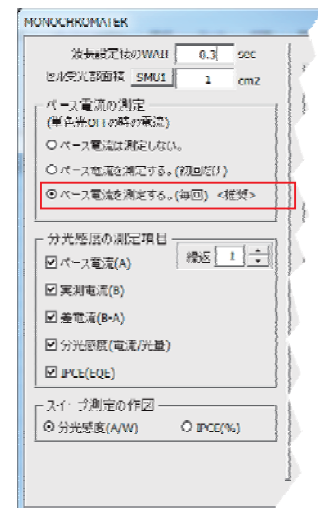 MONOCHROMATER
波長設定後のWAIT 0.3 sec
セル受光部面積 SMU1 1 cm2
ベース電流の測定
(単色光OFFの時の電流)
ベース電流は測定しない。
ベース電流を測定する。(初回だけ)
ベース電流を測定する。(毎回) <推奨>
分光感度の測定項目
繰返 1
ベース電流(A)
実測電流(B)
差電流(B-A)
分光感度(電流/光量)
IPCE(EQE)
スイープ測定の作図
分光感度(A/W) IPCE(%)